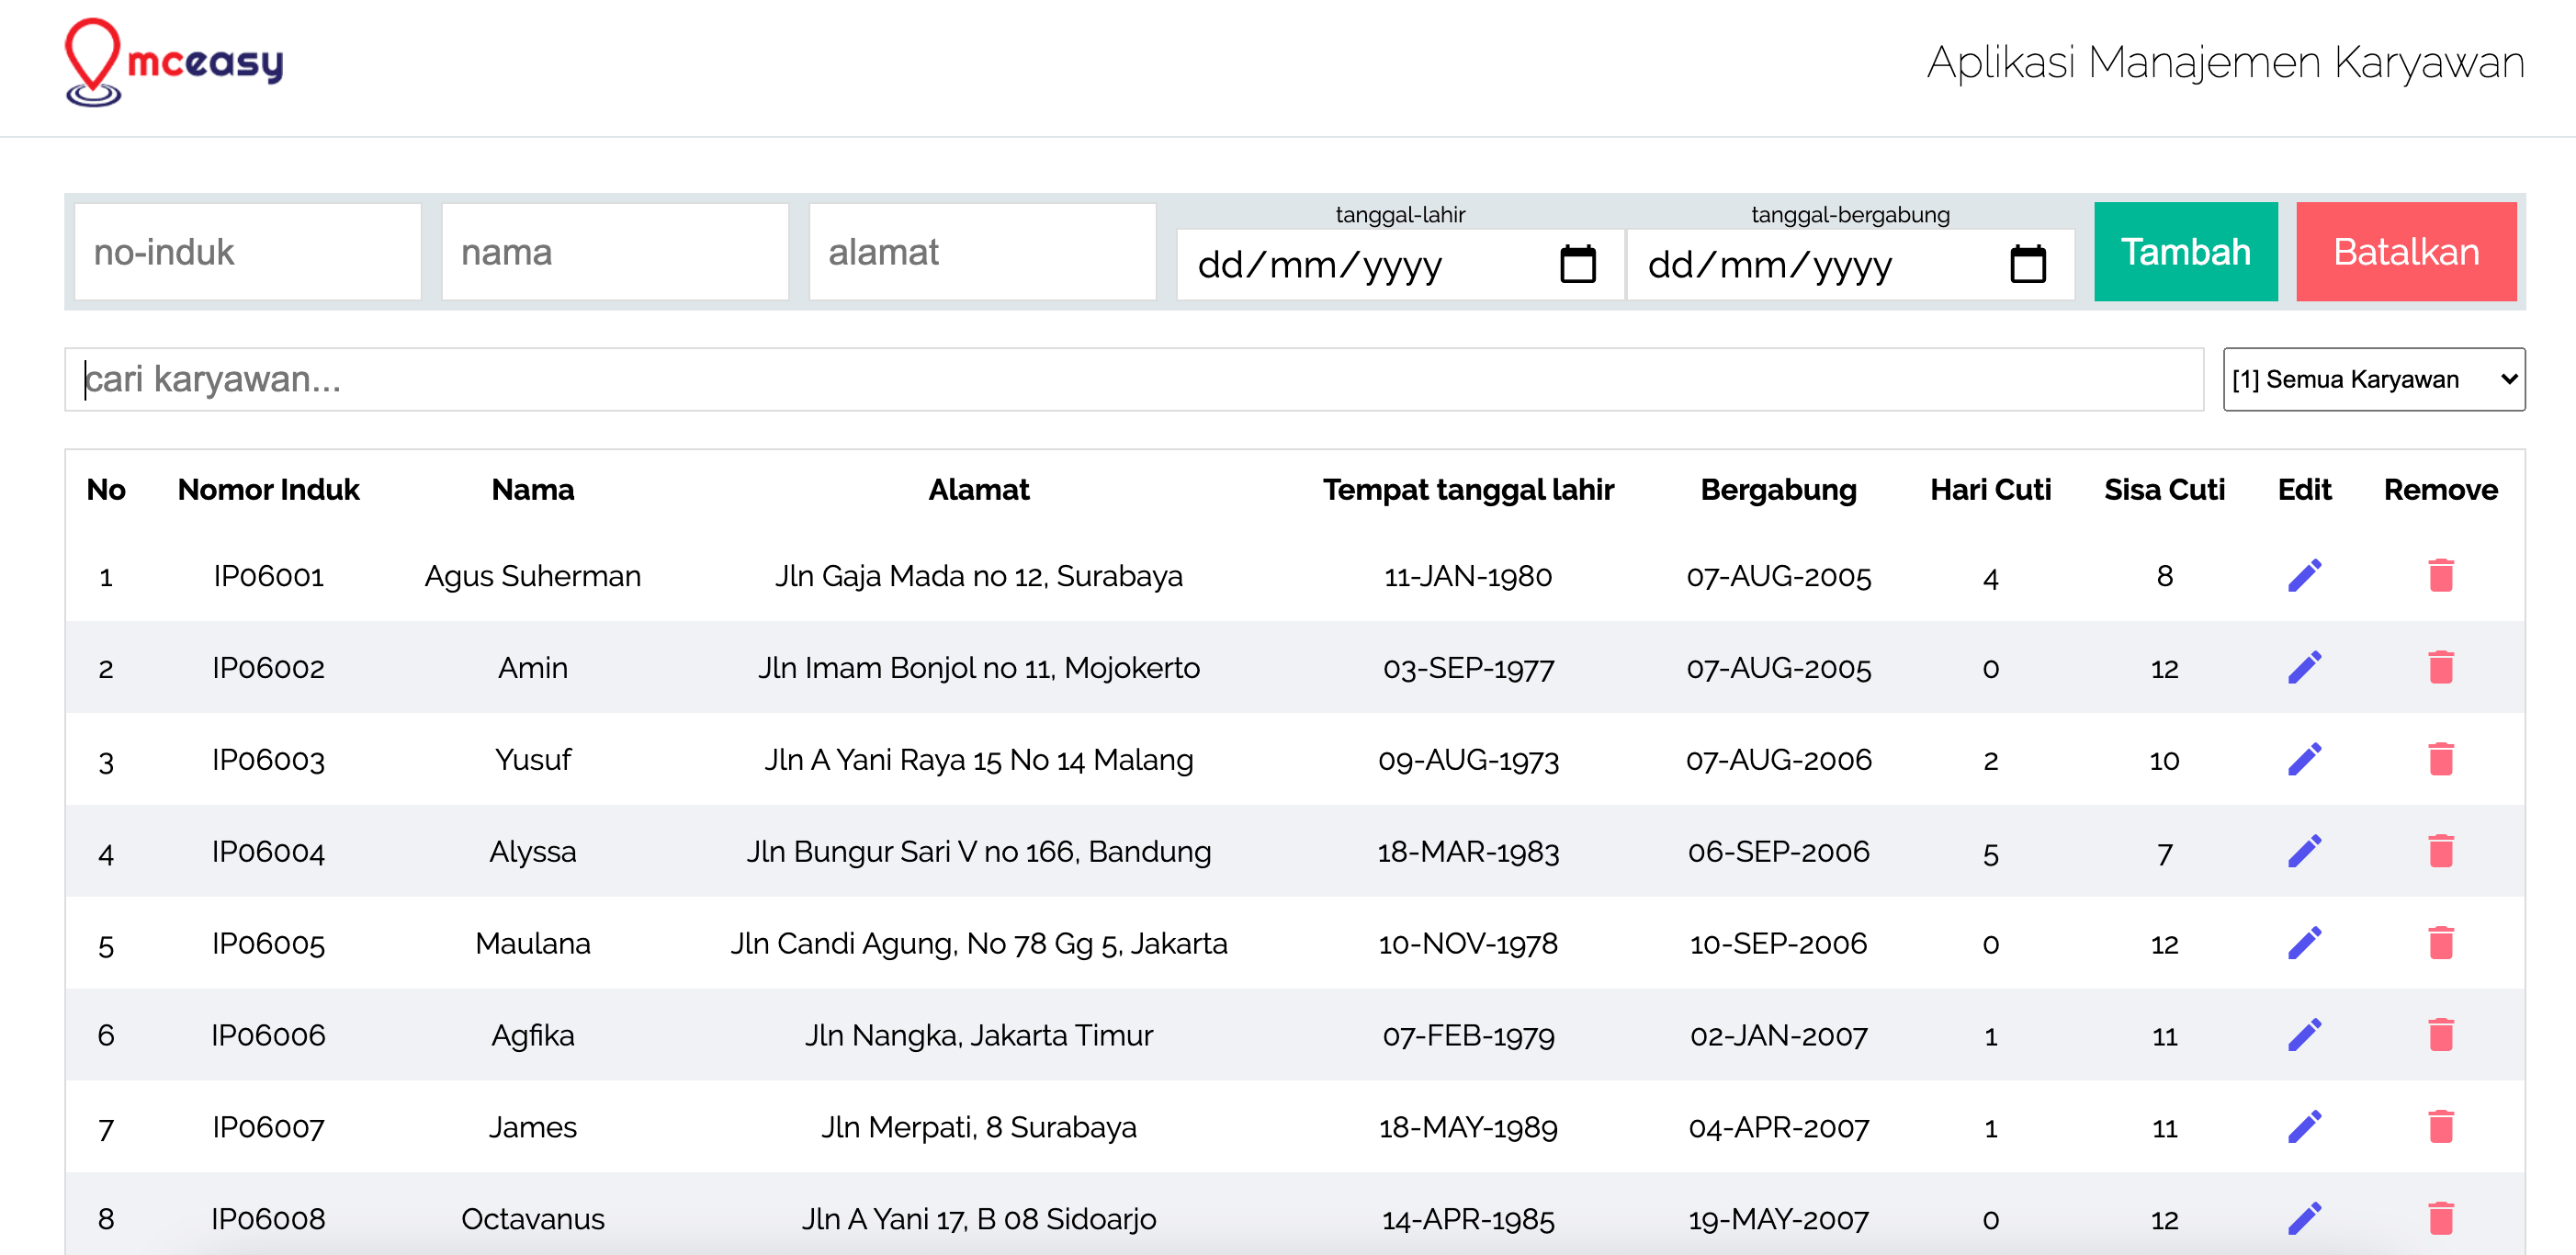 mceasy
Aplikasi Manajemen Karyawan
no-induk nama alamat tanggal-lahir dd/mm/yyyy tanggal-bergabung dd/mm/yyyy Tambah Batalkan
cari karyawan... [1] Semua Karyawan
No Nomor Induk Nama Alamat Tempat tanggal lahir Bergabung Hari Cuti Sisa Cuti Edit Remove
1 IP06001 Agus Suherman Jln Gaja Mada no 12, Surabaya 11-JAN-1980 07-AUG-2005 4 8
2 IP06002 Amin Jln Imam Bonjol no 11, Mojokerto 03-SEP-1977 07-AUG-2005 0 12
3 IP06003 Yusuf Jln A Yani Raya 15 No 14 Malang 09-AUG-1973 07-AUG-2006 2 10
4 IP06004 Alyssa Jln Bungur Sari V no 166, Bandung 18-MAR-1983 06-SEP-2006 5 7
5 IP06005 Maulana Jln Candi Agung, No 78 Gg 5, Jakarta 10-NOV-1978 10-SEP-2006 0 12
6 IP06006 Agfika Jln Nangka, Jakarta Timur 07-FEB-1979 02-JAN-2007 1 11
7 IP06007 James Jln Merpati, 8 Surabaya 18-MAY-1989 04-APR-2007 1 11
8 IP06008 Octavanus Jln A Yani 17, B 08 Sidoarjo 14-APR-1985 19-MAY-2007 0 12